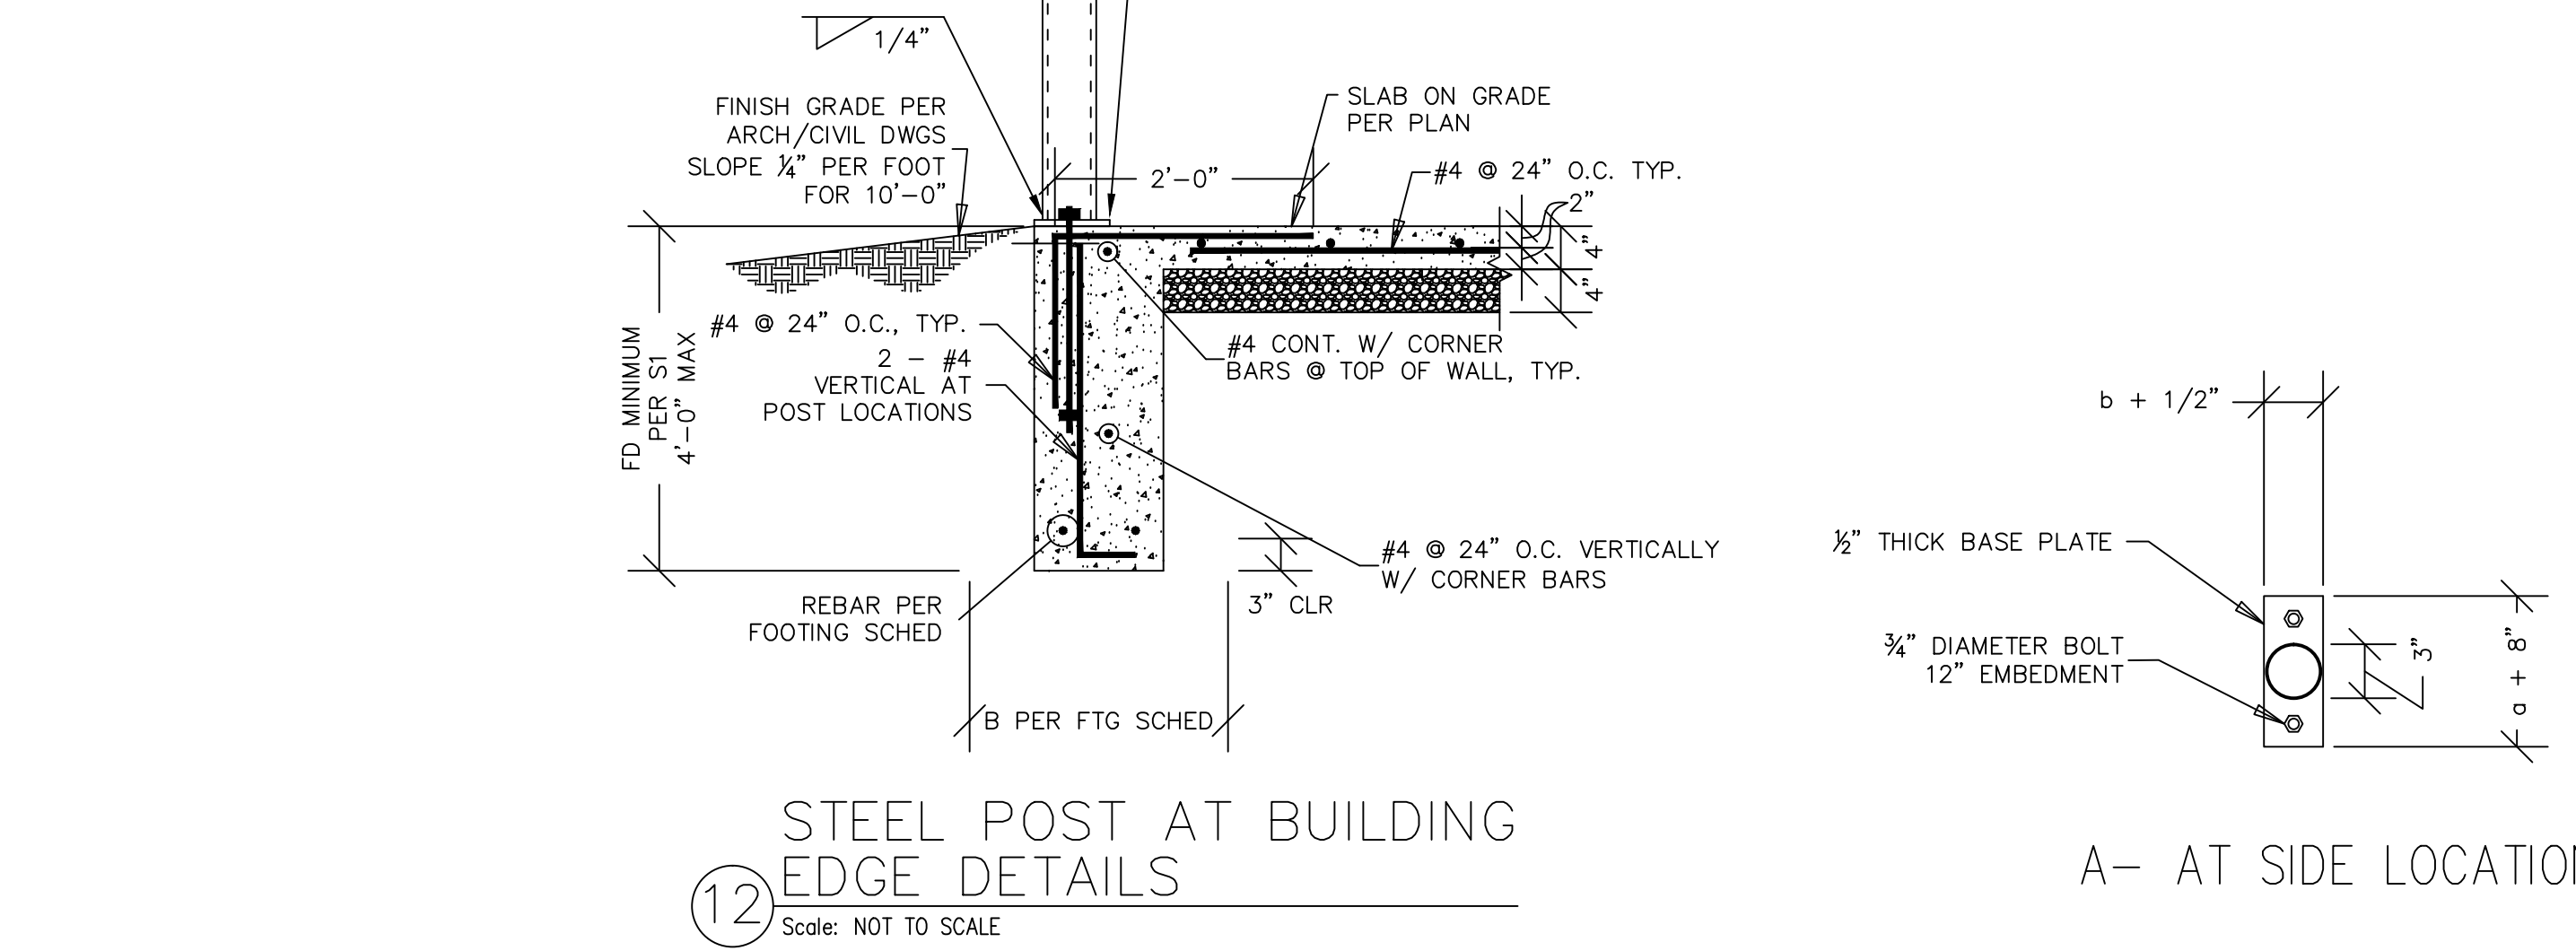 1/4"
FINISH GRADE PER
ARCH/CIVIL DWGS
SLOPE ¼" PER FOOT
FOR 10'-0"
2'-0"
SLAB ON GRADE
PER PLAN
#4 @ 24" O.C. TYP.
2"
4"
4"
FD MINIMUM
PER S1
4'-0" MAX
#4 @ 24" O.C., TYP.
2 - #4
VERTICAL AT
POST LOCATIONS
#4 CONT. W/ CORNER
BARS @ TOP OF WALL, TYP.
#4 @ 24" O.C. VERTICALLY
W/ CORNER BARS
REBAR PER
FOOTING SCHED
3" CLR
B PER FTG SCHED
12
STEEL POST AT BUILDING
EDGE DETAILS
Scale: NOT TO SCALE
b + 1/2"
½" THICK BASE PLATE
¾" DIAMETER BOLT
12" EMBEDMENT
3"
a + 8"
A- AT SIDE LOCATION